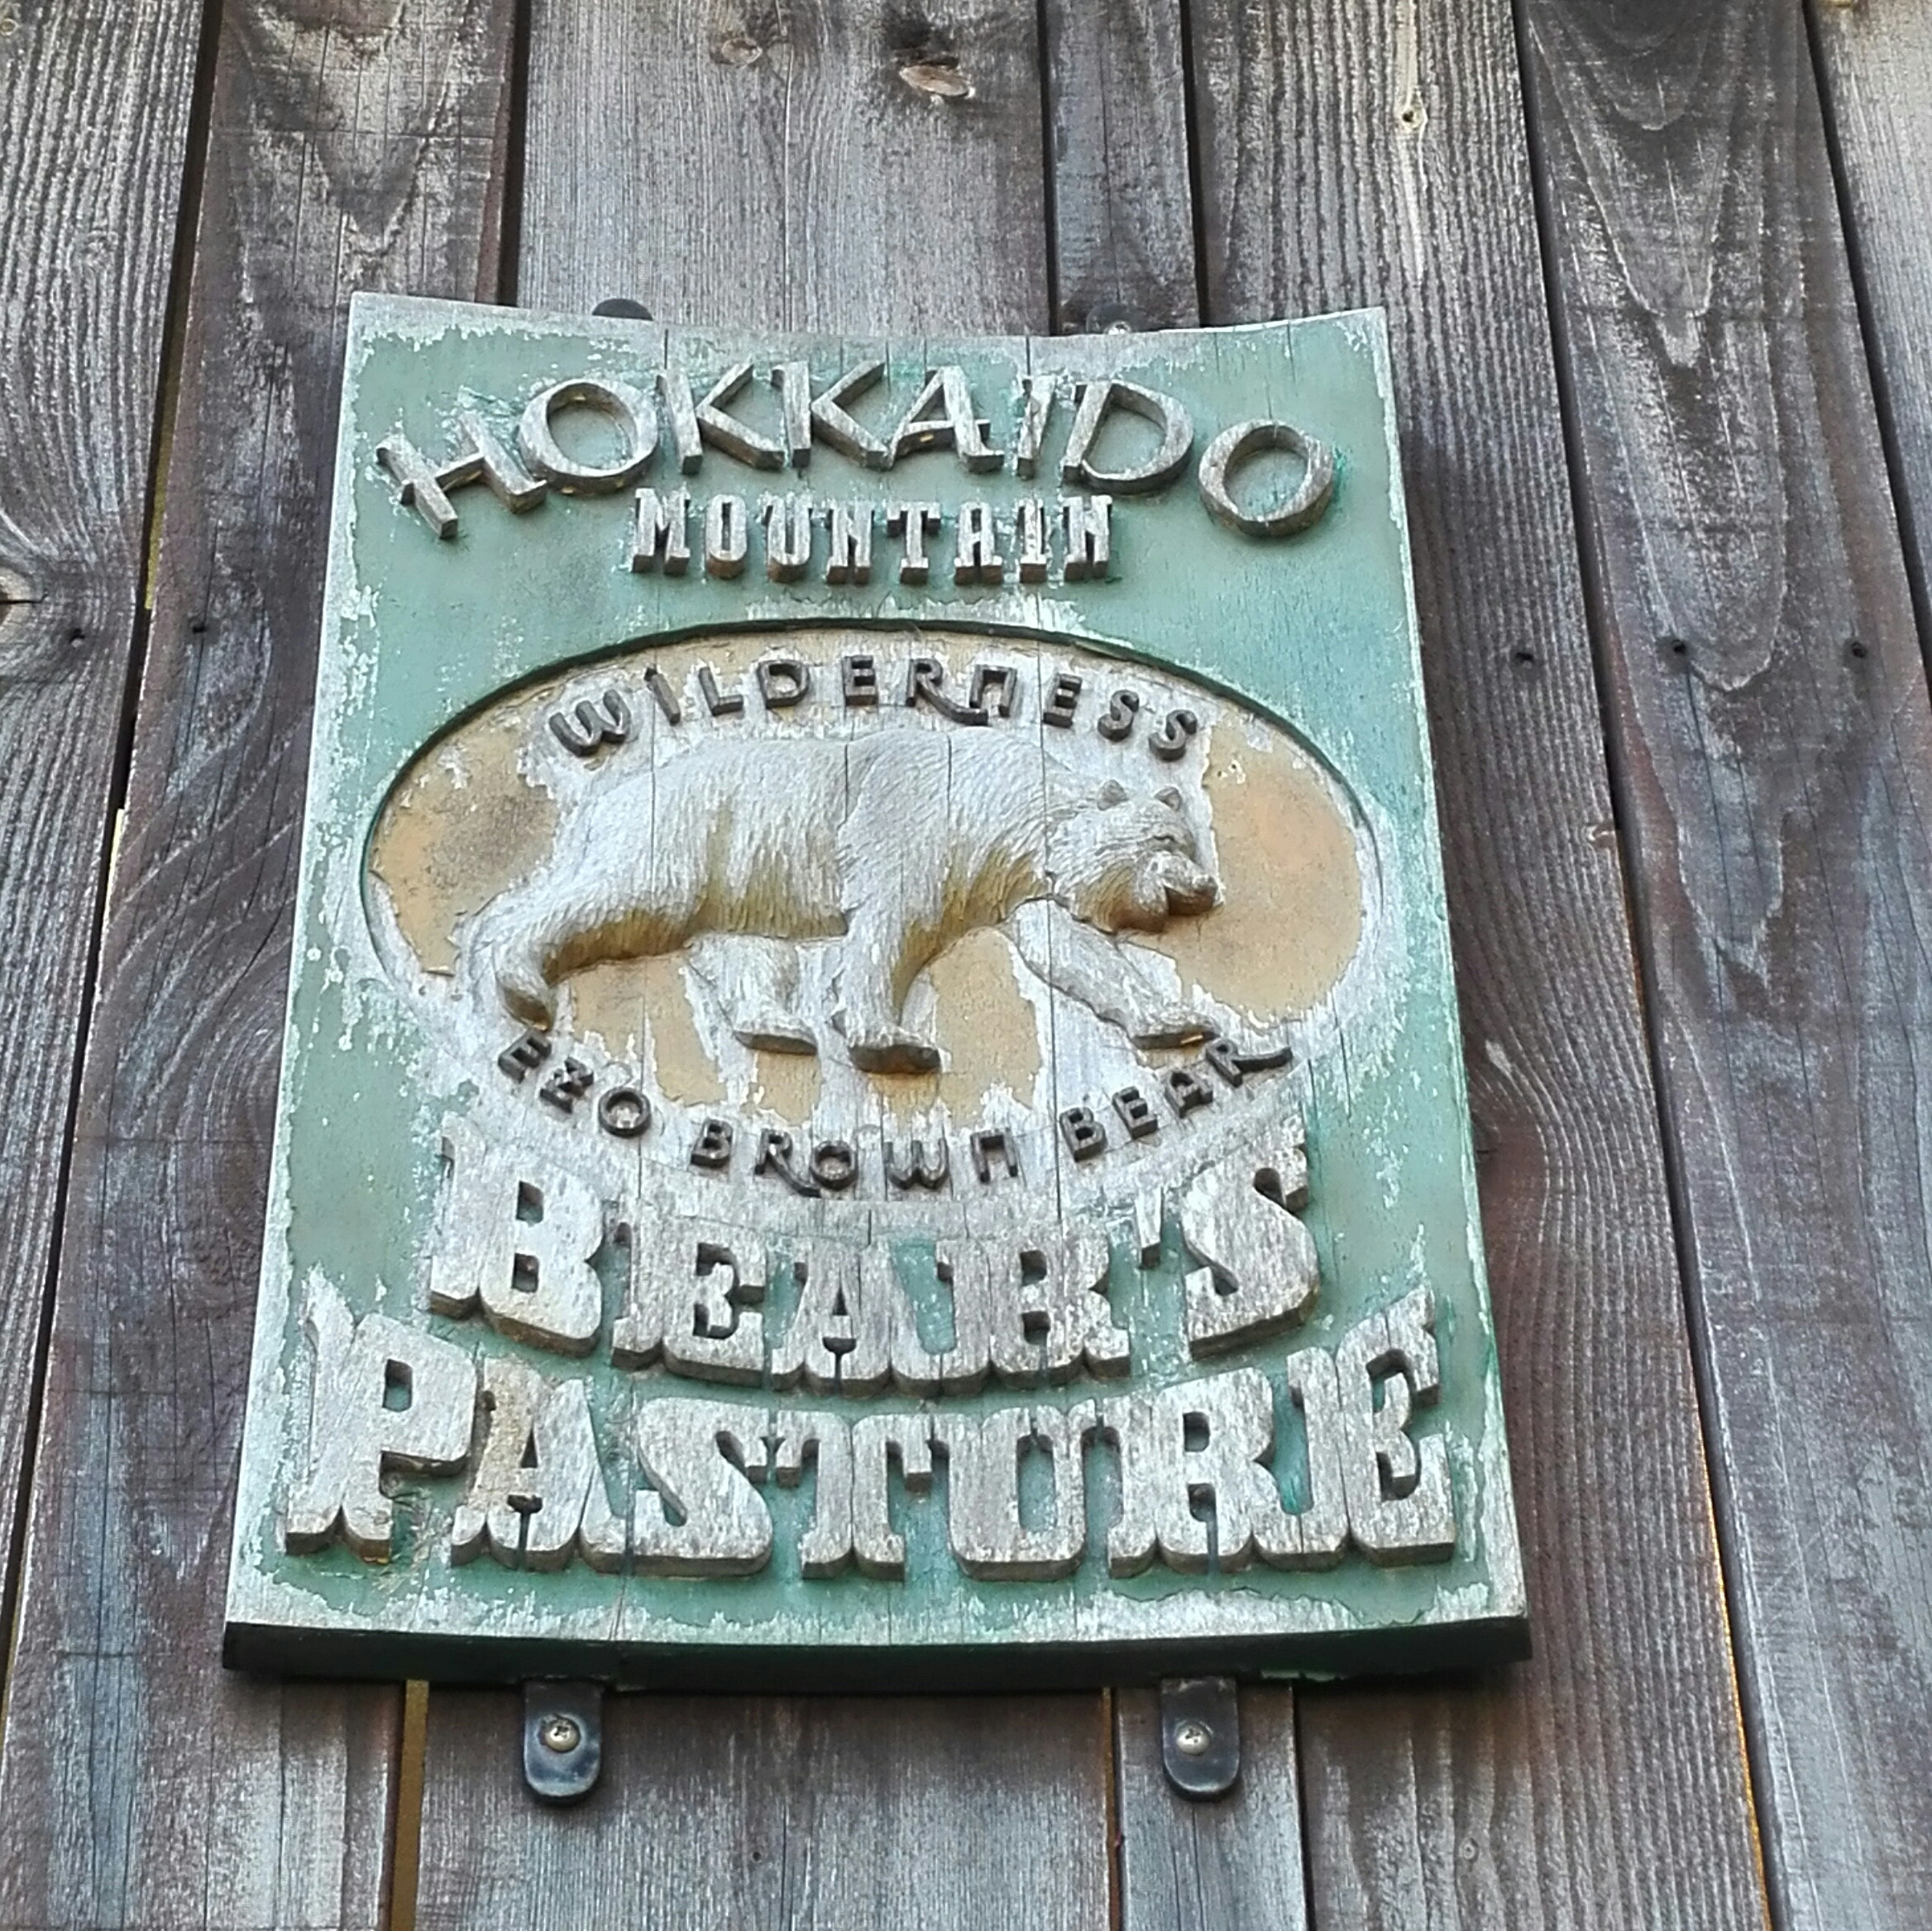 HOKKAIDO
MOUNTAIN
WILDERNESS
EZO BROWN BEAR
BEAR'S
PASTURE